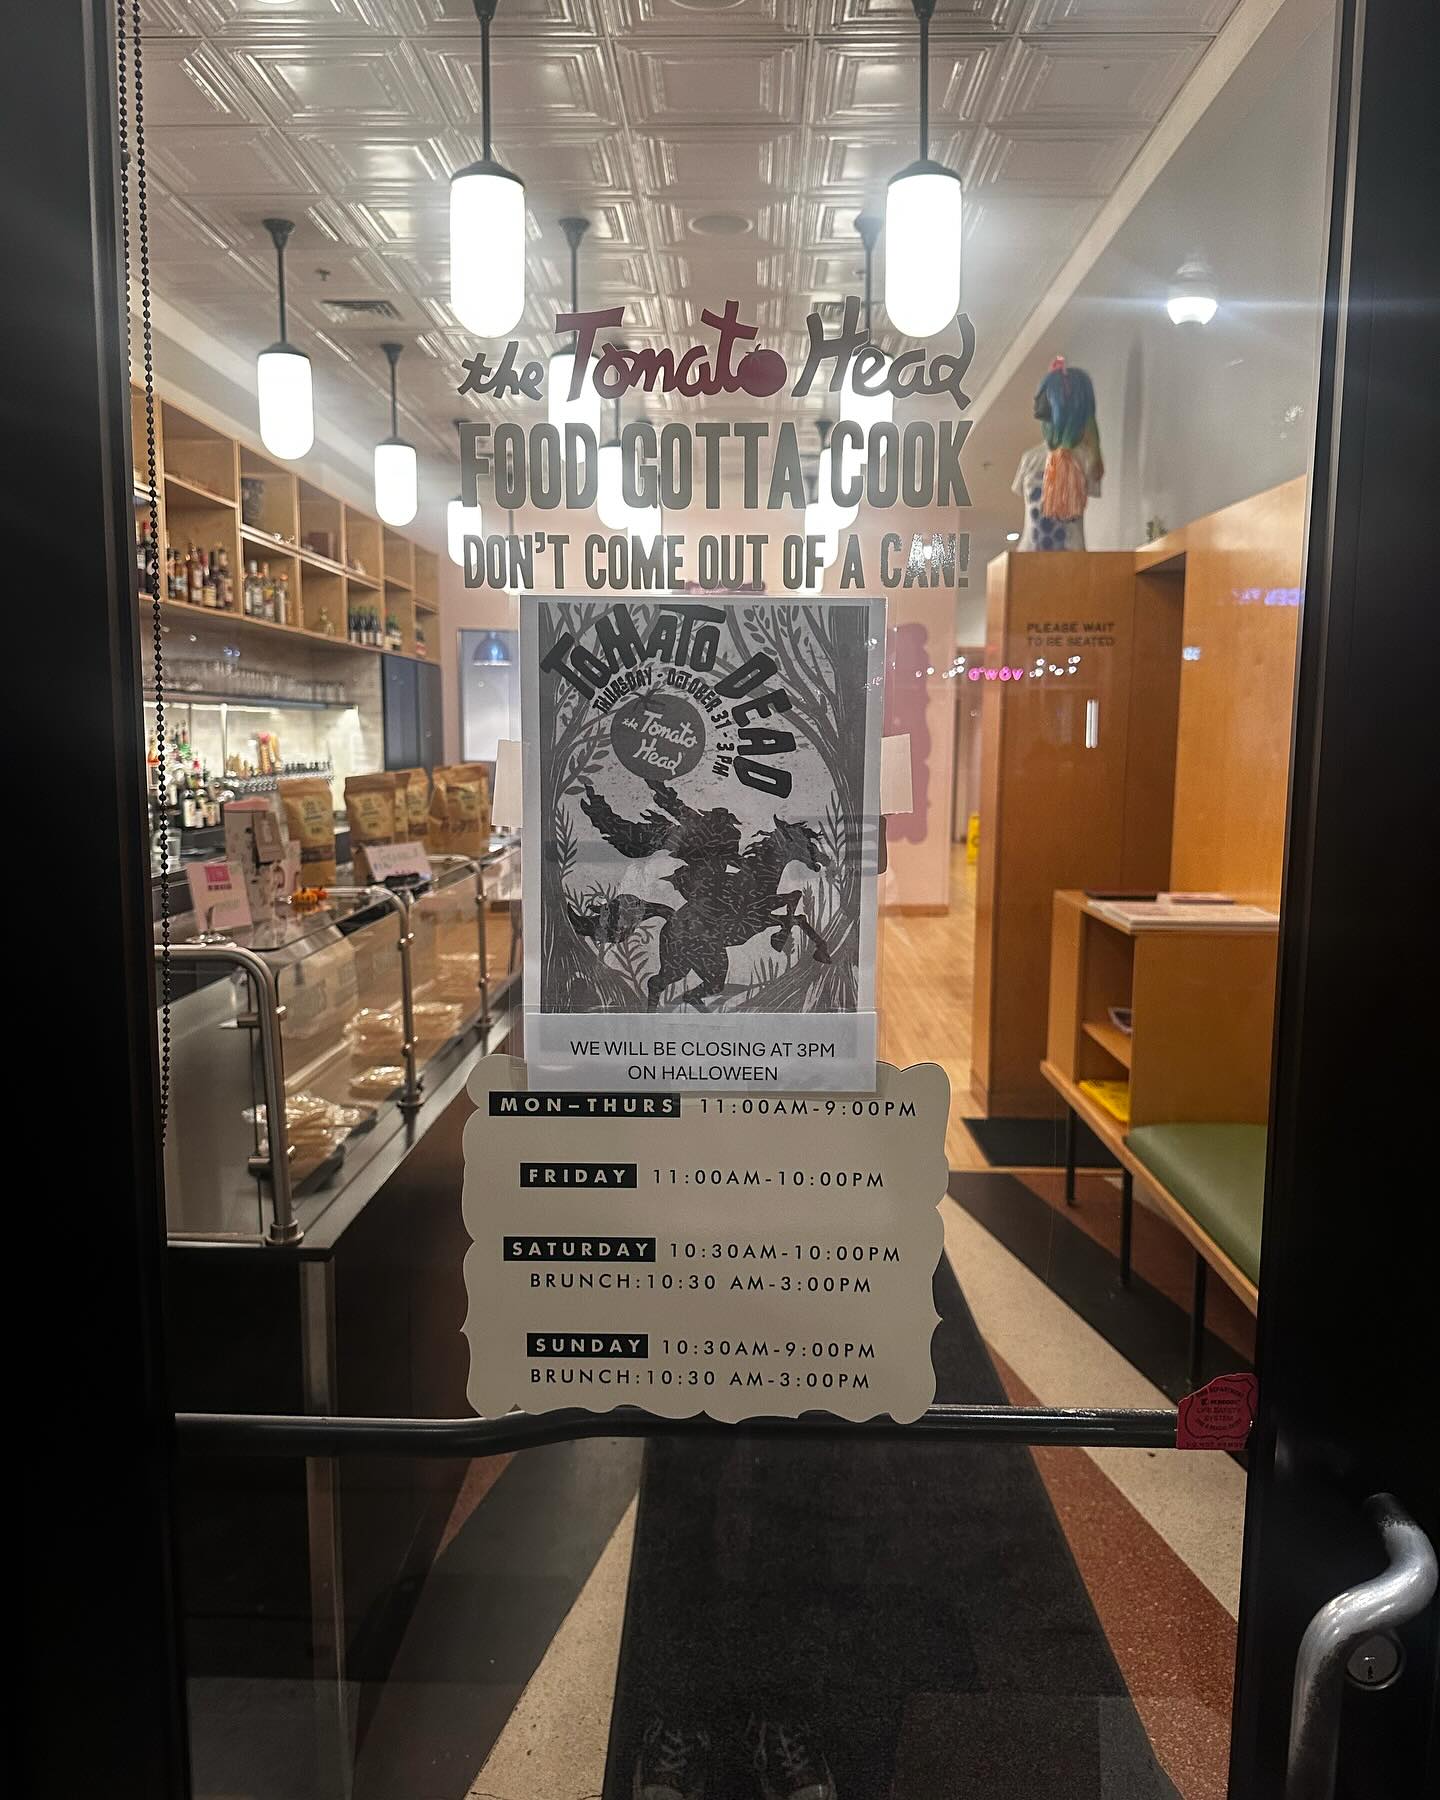 the Tomato Head
FOOD GOTTA COOK
DON'T COME OUT OF A CAN!
TOMATO DEAD
THURSDAY - OCTOBER 31 - 3 PM
the Tomato
Head
WE WILL BE CLOSING AT 3PM
ON HALLOWEEN
MON–THURS 11:00AM-9:00PM
FRIDAY 11:00AM-10:00PM
SATURDAY 10:30AM-10:00PM
BRUNCH:10:30 AM-3:00PM
SUNDAY 10:30AM-9:00PM
BRUNCH:10:30 AM-3:00PM
PLEASE WAIT
TO BE SEATED
LIFE SAFETY
SYSTEM